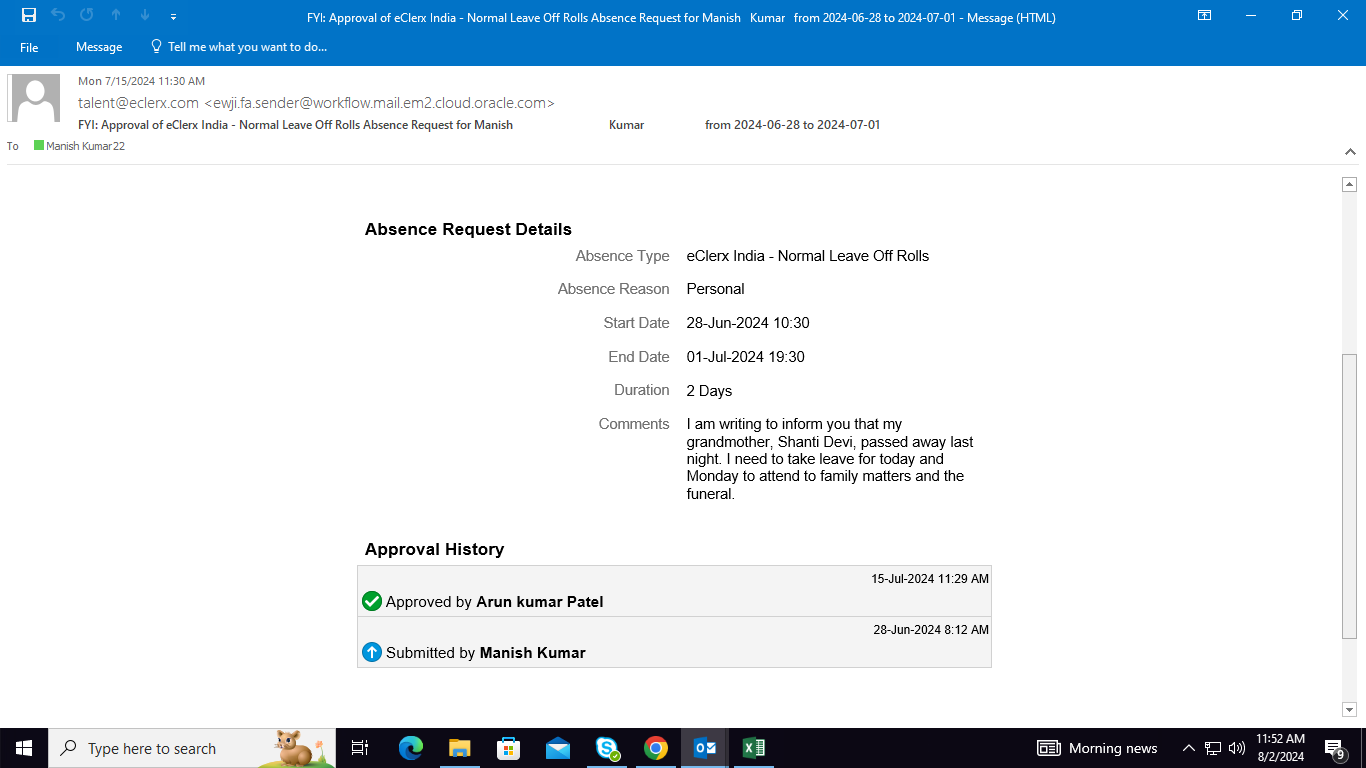 FYI: Approval of eClerx India - Normal Leave Off Rolls Absence Request for Manish   Kumar   from 2024-06-28 to 2024-07-01 - Message (HTML)
File   Message   Tell me what you want to do...
Mon 7/15/2024 11:30 AM
talent@eclerx.com <ewji.fa.sender@workflow.mail.em2.cloud.oracle.com>
FYI: Approval of eClerx India - Normal Leave Off Rolls Absence Request for Manish   Kumar   from 2024-06-28 to 2024-07-01
To   Manish Kumar22
Absence Request Details
Absence Type   eClerx India - Normal Leave Off Rolls
Absence Reason   Personal
Start Date   28-Jun-2024 10:30
End Date   01-Jul-2024 19:30
Duration   2 Days
Comments   I am writing to inform you that my
grandmother, Shanti Devi, passed away last
night. I need to take leave for today and
Monday to attend to family matters and the
funeral.
Approval History
15-Jul-2024 11:29 AM
Approved by Arun kumar Patel
28-Jun-2024 8:12 AM
Submitted by Manish Kumar
Type here to search   Morning news   11:52 AM
8/2/2024   9